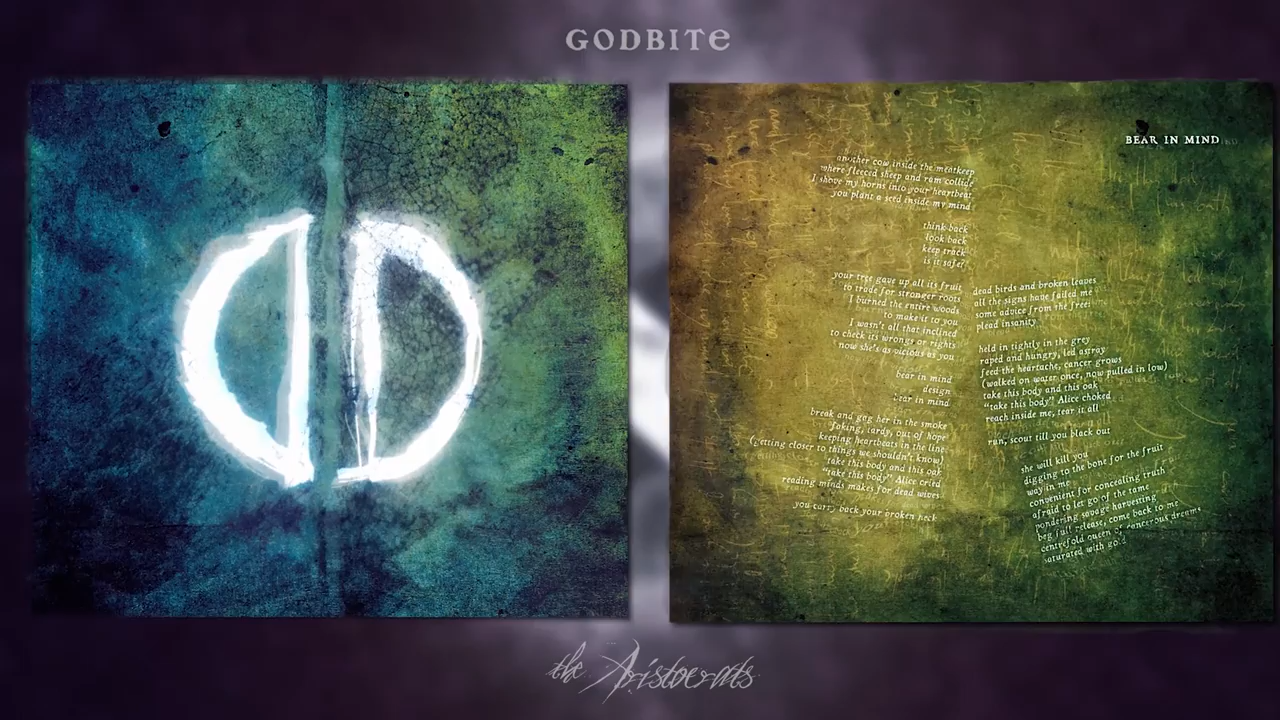 GODBITE
BEAR IN MIND
another cow inside the meatkeep
where fleeced sheep and ram collide
I shove my horns into your heartbeat
you plant a seed inside my mind
think back
look back
keep track
is it safe?
your tree gave up all its fruit
to trade for stronger roots
I burned the entire woods
to make it to you
I wasn't all that inclined
to check its wrongs or rights
now she's as vicious as you
bear in mind
design
bear in mind
break and gag her in the smoke
faking, tardy, out of hope
keeping heartbeats in the line
(getting closer to things we shouldn't know)
take this body and this oak
"take this body" Alice cried
reading minds makes for dead wives
you carry back your broken neck
dead birds and broken leaves
all the signs have failed me
some advice from the free:
plead insanity
held in tightly in the grey
raped and hungry, led astray
feed the heartache, cancer grows
(walked on water once, now pulled in low)
take this body and this oak
"take this body" Alice choked
reach inside me, tear it all
run, scout till you black out
she will kill you
digging to the bone for the fruit
way in me
convenient for concealing truth
afraid to let go of the tame
pondering savage harvesting
beg full release, come back to me
centrefold queen of cancerous dreams
saturated with gold
the Aristocrats